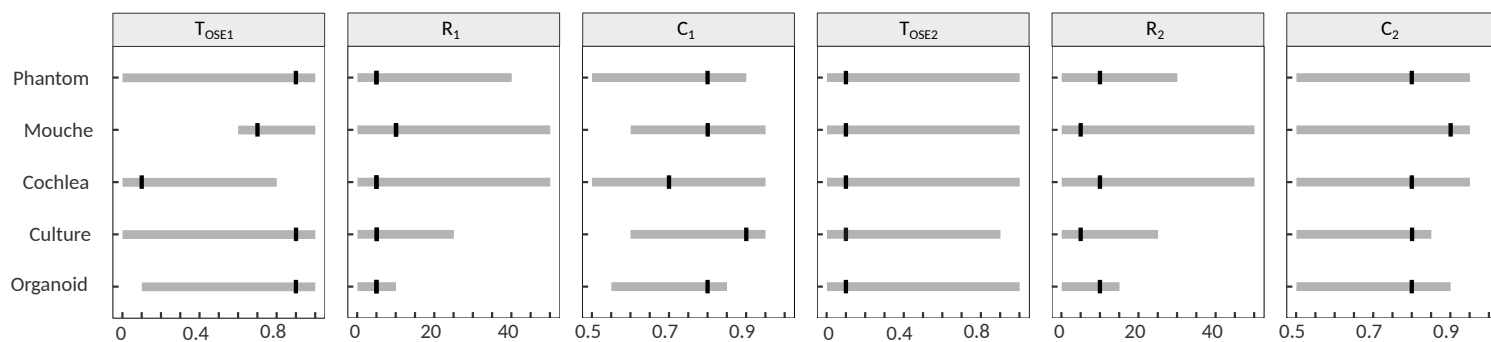 T_OSE1 R_1 C_1 T_OSE2 R_2 C_2
Phantom
Mouche
Cochlea
Culture
Organoid
0 0.4 0.8 0 20 40 0.5 0.7 0.9 0 0.4 0.8 0 20 40 0.5 0.7 0.9